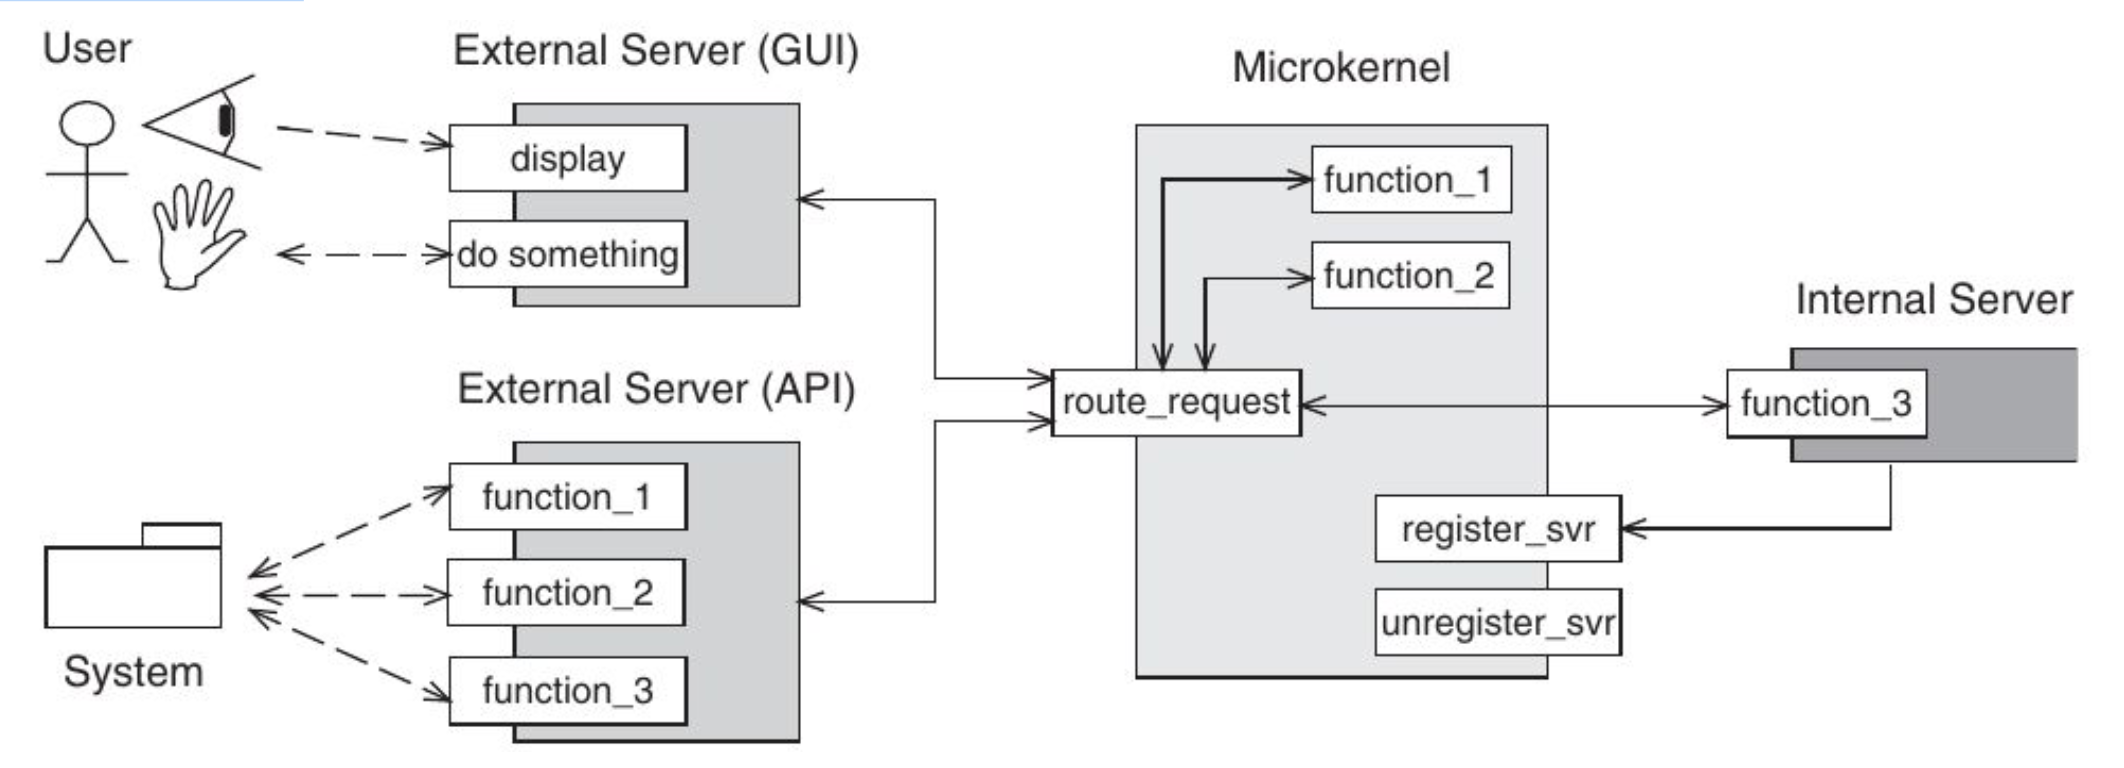 User
External Server (GUI)
display
do something
External Server (API)
function_1
function_2
function_3
System
Microkernel
function_1
function_2
route_request
register_svr
unregister_svr
Internal Server
function_3